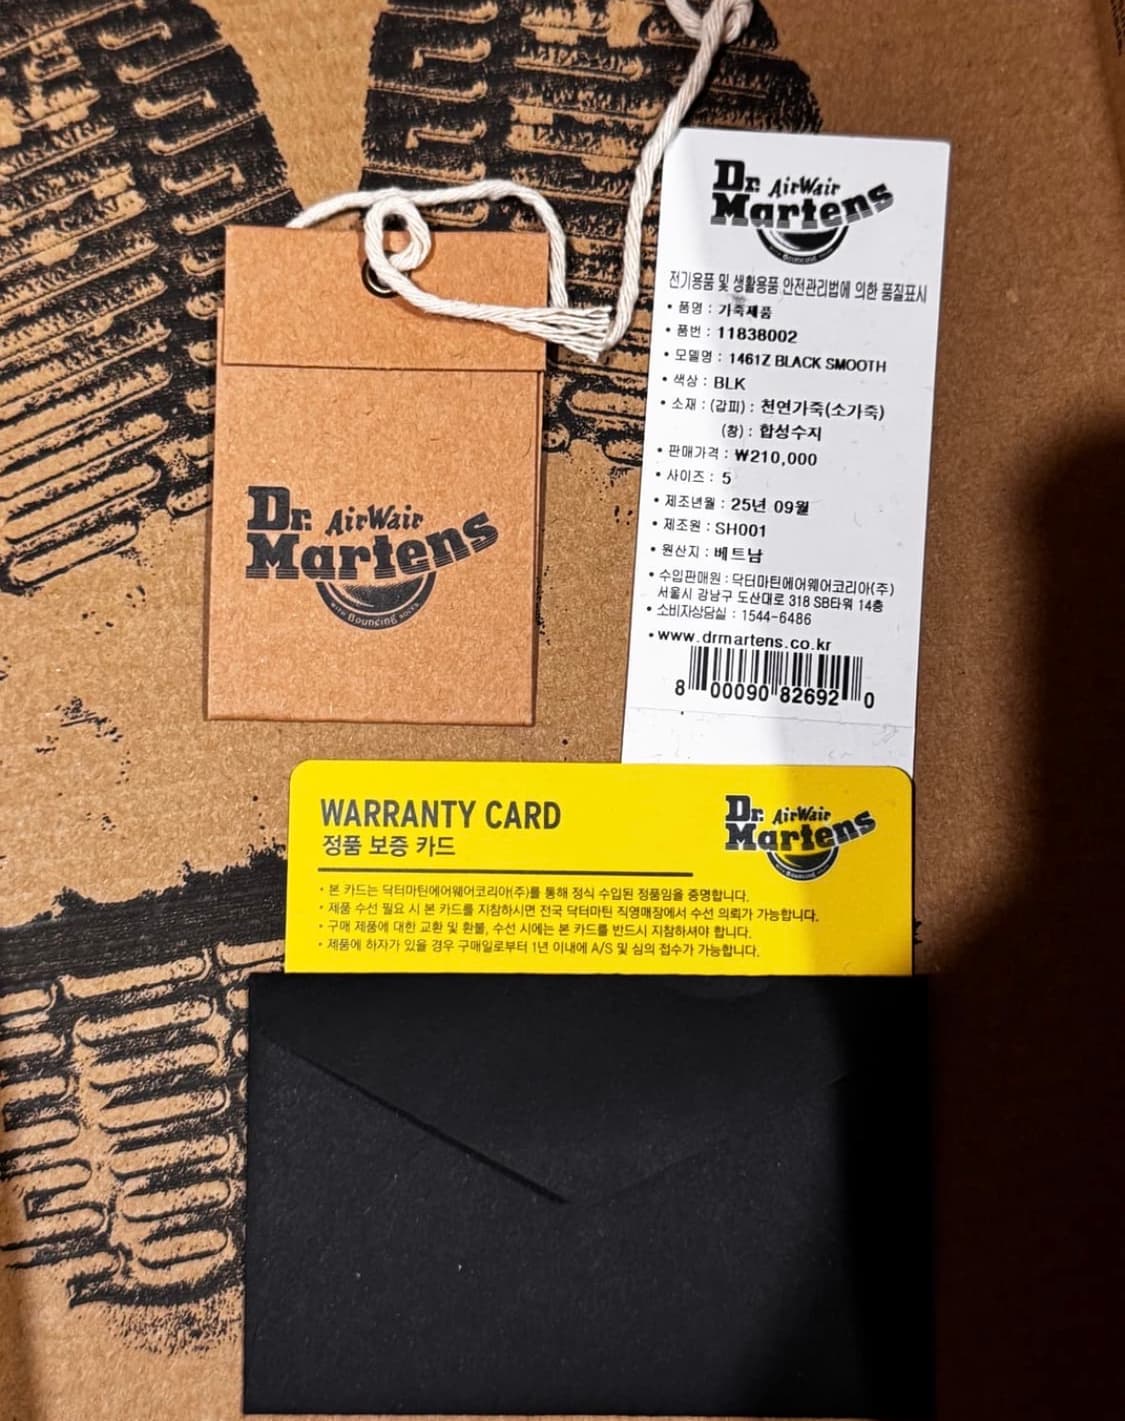 Dr. AirWair
Martens
WITH Bouncing SOLES
Dr. AirWair
Martens
Bouncing
전기용품 및 생활용품 안전관리법에 의한 품질표시
• 품명 : 가죽제품
• 품번 : 11838002
• 모델명 : 1461Z BLACK SMOOTH
• 색상 : BLK
• 소재 : (갑피) : 천연가죽(소가죽)
(창) : 합성수지
• 판매가격 : ₩210,000
• 사이즈 : 5
• 제조년월 : 25년 09월
• 제조원 : SH001
• 원산지 : 베트남
• 수입판매원 : 닥터마틴에어웨어코리아(주)
서울시 강남구 도산대로 318 SB타워 14층
• 소비자상담실 : 1544-6486
• www.drmartens.co.kr
8 00090 82692 0
WARRANTY CARD
정품 보증 카드
Dr. AirWair
Martens
Bouncing
• 본 카드는 닥터마틴에어웨어코리아(주)를 통해 정식 수입된 정품임을 증명합니다.
• 제품 수선 필요 시 본 카드를 지참하시면 전국 닥터마틴 직영매장에서 수선 의뢰가 가능합니다.
• 구매 제품에 대한 교환 및 환불, 수선 시에는 본 카드를 반드시 지참하셔야 합니다.
• 제품에 하자가 있을 경우 구매일로부터 1년 이내에 A/S 및 심의 접수가 가능합니다.